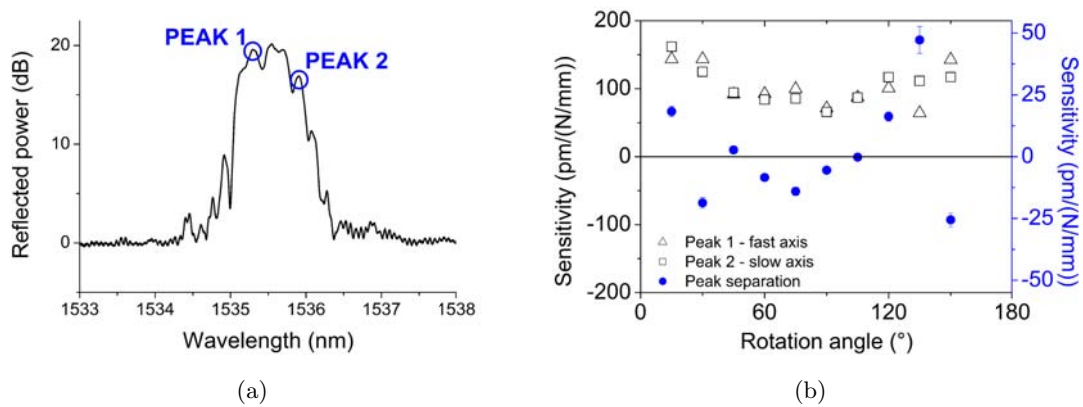 PEAK 1
PEAK 2
Reflected power (dB)
20
10
0
1533 1534 1535 1536 1537 1538
Wavelength (nm)
(a)
Sensitivity (pm/(N/mm))
200
100
0
-100
-200
Peak 1 - fast axis
Peak 2 - slow axis
Peak separation
0 60 120 180
Rotation angle (°)
50
25
0
-25
-50
Sensitivity (pm/(N/mm))
(b)